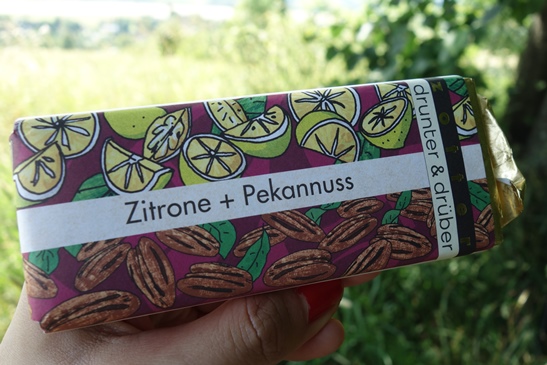 Zitrone + Pekannuss
drunter & drüber